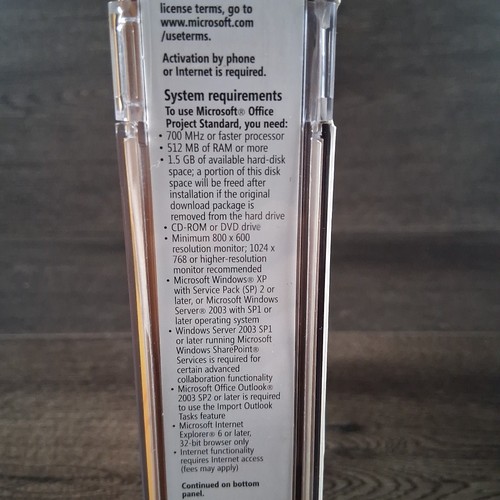 license terms, go to
www.microsoft.com
/useterms.
Activation by phone
or Internet is required.
System requirements
To use Microsoft® Office
Project Standard, you need:
• 700 MHz or faster processor
• 512 MB of RAM or more
• 1.5 GB of available hard-disk
space; a portion of this disk
space will be freed after
installation if the original
download package is
removed from the hard drive
• CD-ROM or DVD drive
• Minimum 800 x 600
resolution monitor; 1024 x
768 or higher-resolution
monitor recommended
• Microsoft Windows® XP
with Service Pack (SP) 2 or
later, or Microsoft Windows
Server® 2003 with SP1 or
later operating system
• Windows Server 2003 SP1
or later running Microsoft
Windows SharePoint®
Services is required for
certain advanced
collaboration functionality
• Microsoft Office Outlook®
2003 SP2 or later is required
to use the Import Outlook
Tasks feature
• Microsoft Internet
Explorer® 6 or later,
32-bit browser only
• Internet functionality
requires Internet access
(fees may apply)
Continued on bottom
panel.